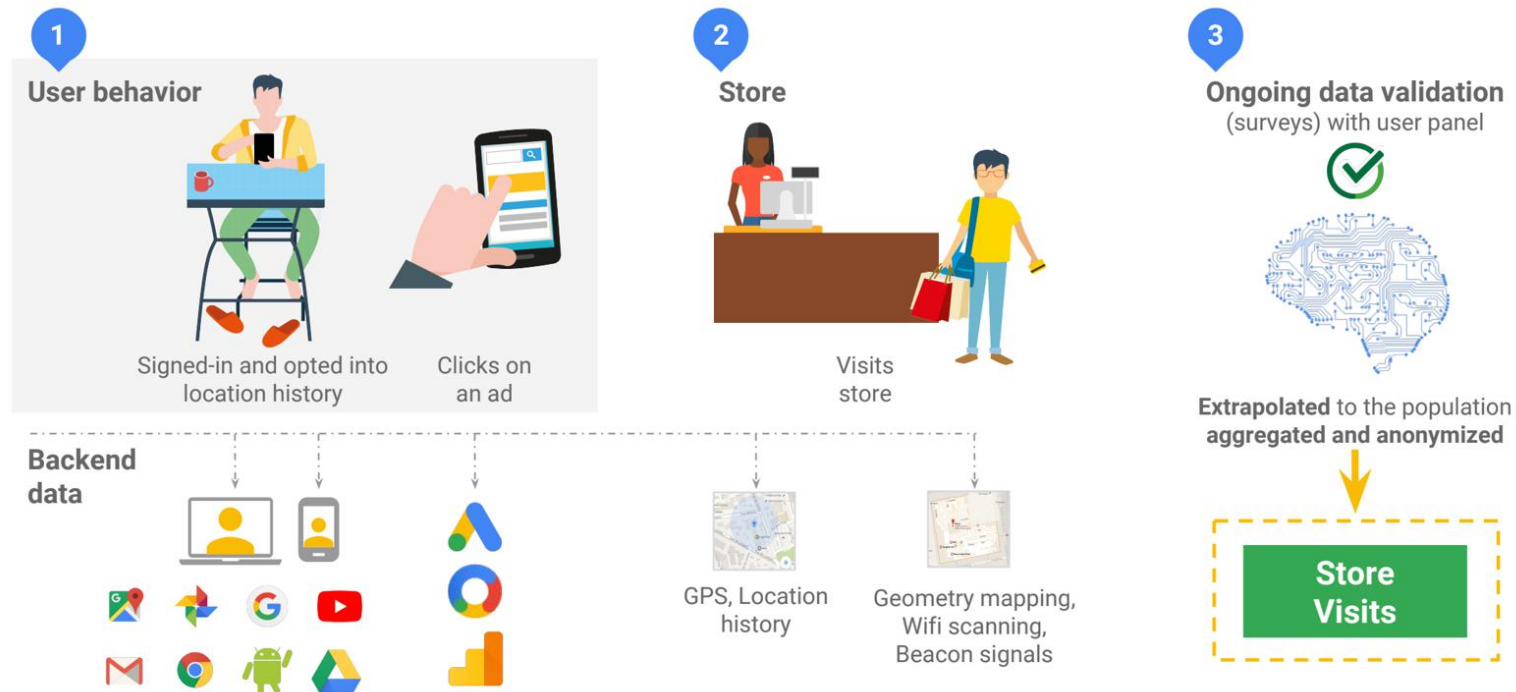 1
User behavior
Signed-in and opted into
location history
Clicks on
an ad
2
Store
Visits
store
3
Ongoing data validation
(surveys) with user panel
Extrapolated to the population
aggregated and anonymized
Backend
data
GPS, Location
history
Geometry mapping,
Wifi scanning,
Beacon signals
Store
Visits